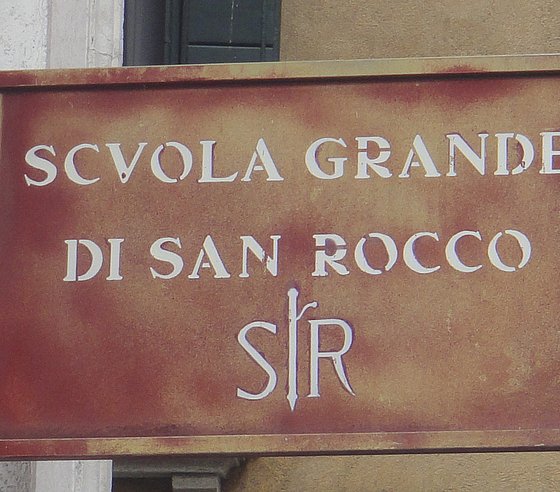 SCVOLA GRANDE
DI SAN ROCCO
SR